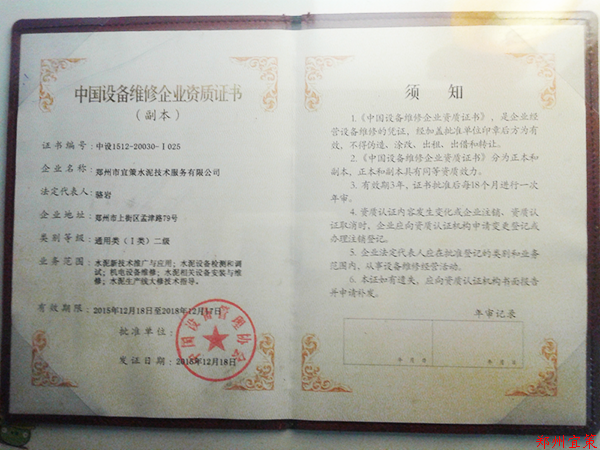 中国设备维修企业资质证书
（副本）
证书编号：中设1512-20030-Ⅰ025
企业名称：郑州市宜策水泥技术服务有限公司
法定代表人：骆岩
企业地址：郑州市上街区孟津路79号
类别等级：通用类（Ⅰ类）二级
业务范围：水泥新技术推广与应用；水泥设备检测和调
试；机电设备维修；水泥相关设备安装与维
修；水泥生产线大修技术指导。
有效期限：2015年12月18日至2018年12月17日
批准单位：
发证日期：2015年12月18日
中国设备管理协会
须知
1.《中国设备维修企业资质证书》，是企业经
营设备维修的凭证，经加盖批准单位印章后方为有
效，不得伪造、涂改、出租、出借和转让。
2.《中国设备维修企业资质证书》分为正本和
副本，正本和副本具有同等资质效力。
3. 有效期3年，证书批准后每18个月进行一次
年审。
4. 资质认证内容发生变化或企业注销、资质认
证取消时，企业应向资质认证机构申请变更登记或
办理注销登记。
5. 企业法定代表人应在批准登记的类别和业务
范围内，从事设备维修经营活动。
6. 本证如有遗失，应向资质认证机构书面报告
并申请补发。
年审记录
年 月 日
年 月 日
郑州宜策